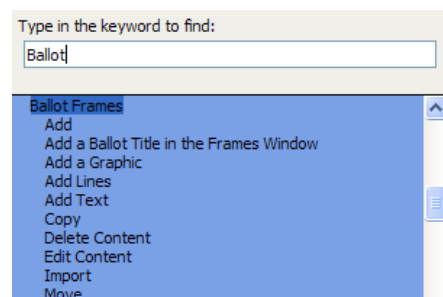 Type in the keyword to find:
Ballot
Ballot Frames
Add
Add a Ballot Title in the Frames Window
Add a Graphic
Add Lines
Add Text
Copy
Delete Content
Edit Content
Import
Move